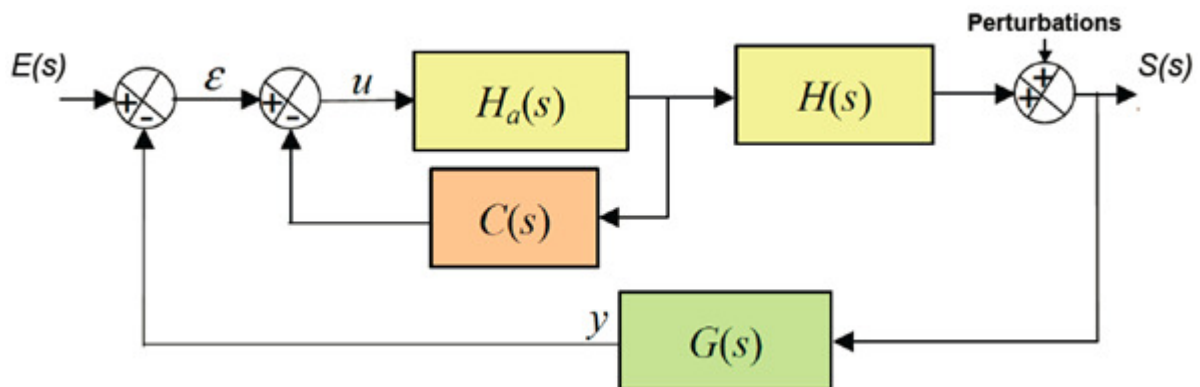 Perturbations
E(s)
ε
u
Hₐ(s)
H(s)
S(s)
+
-
+
-
+
+
C(s)
y
G(s)